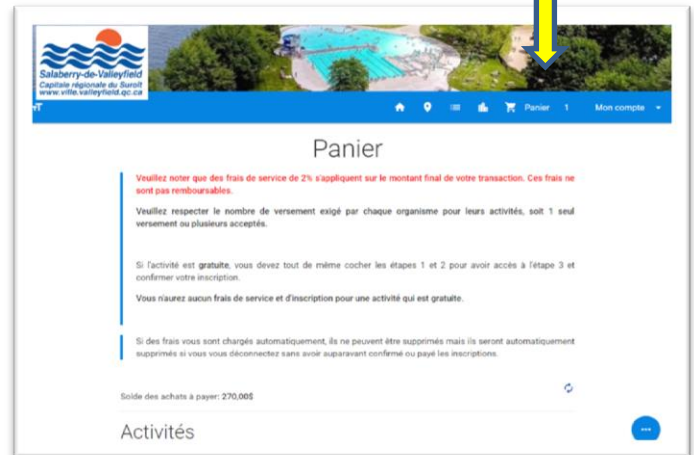 Salaberry-de-Valleyfield
Capitale régionale du Suroît
www.ville.valleyfield.qc.ca
Panier 1 Mon compte
Panier
Veuillez noter que des frais de service de 2% s'appliquent sur le montant final de votre transaction. Ces frais ne
sont pas remboursables.
Veuillez respecter le nombre de versement exigé par chaque organisme pour leurs activités, soit 1 seul
versement ou plusieurs acceptés.
Si l'activité est gratuite, vous devez tout de même cocher les étapes 1 et 2 pour avoir accès à l'étape 3 et
confirmer votre inscription.
Vous n'aurez aucun frais de service et d'inscription pour une activité qui est gratuite.
Si des frais vous sont chargés automatiquement, ils ne peuvent être supprimés mais ils seront automatiquement
supprimés si vous vous déconnectez sans avoir auparavant confirmé ou payé les inscriptions.
Solde des achats à payer: 270,00$
Activités